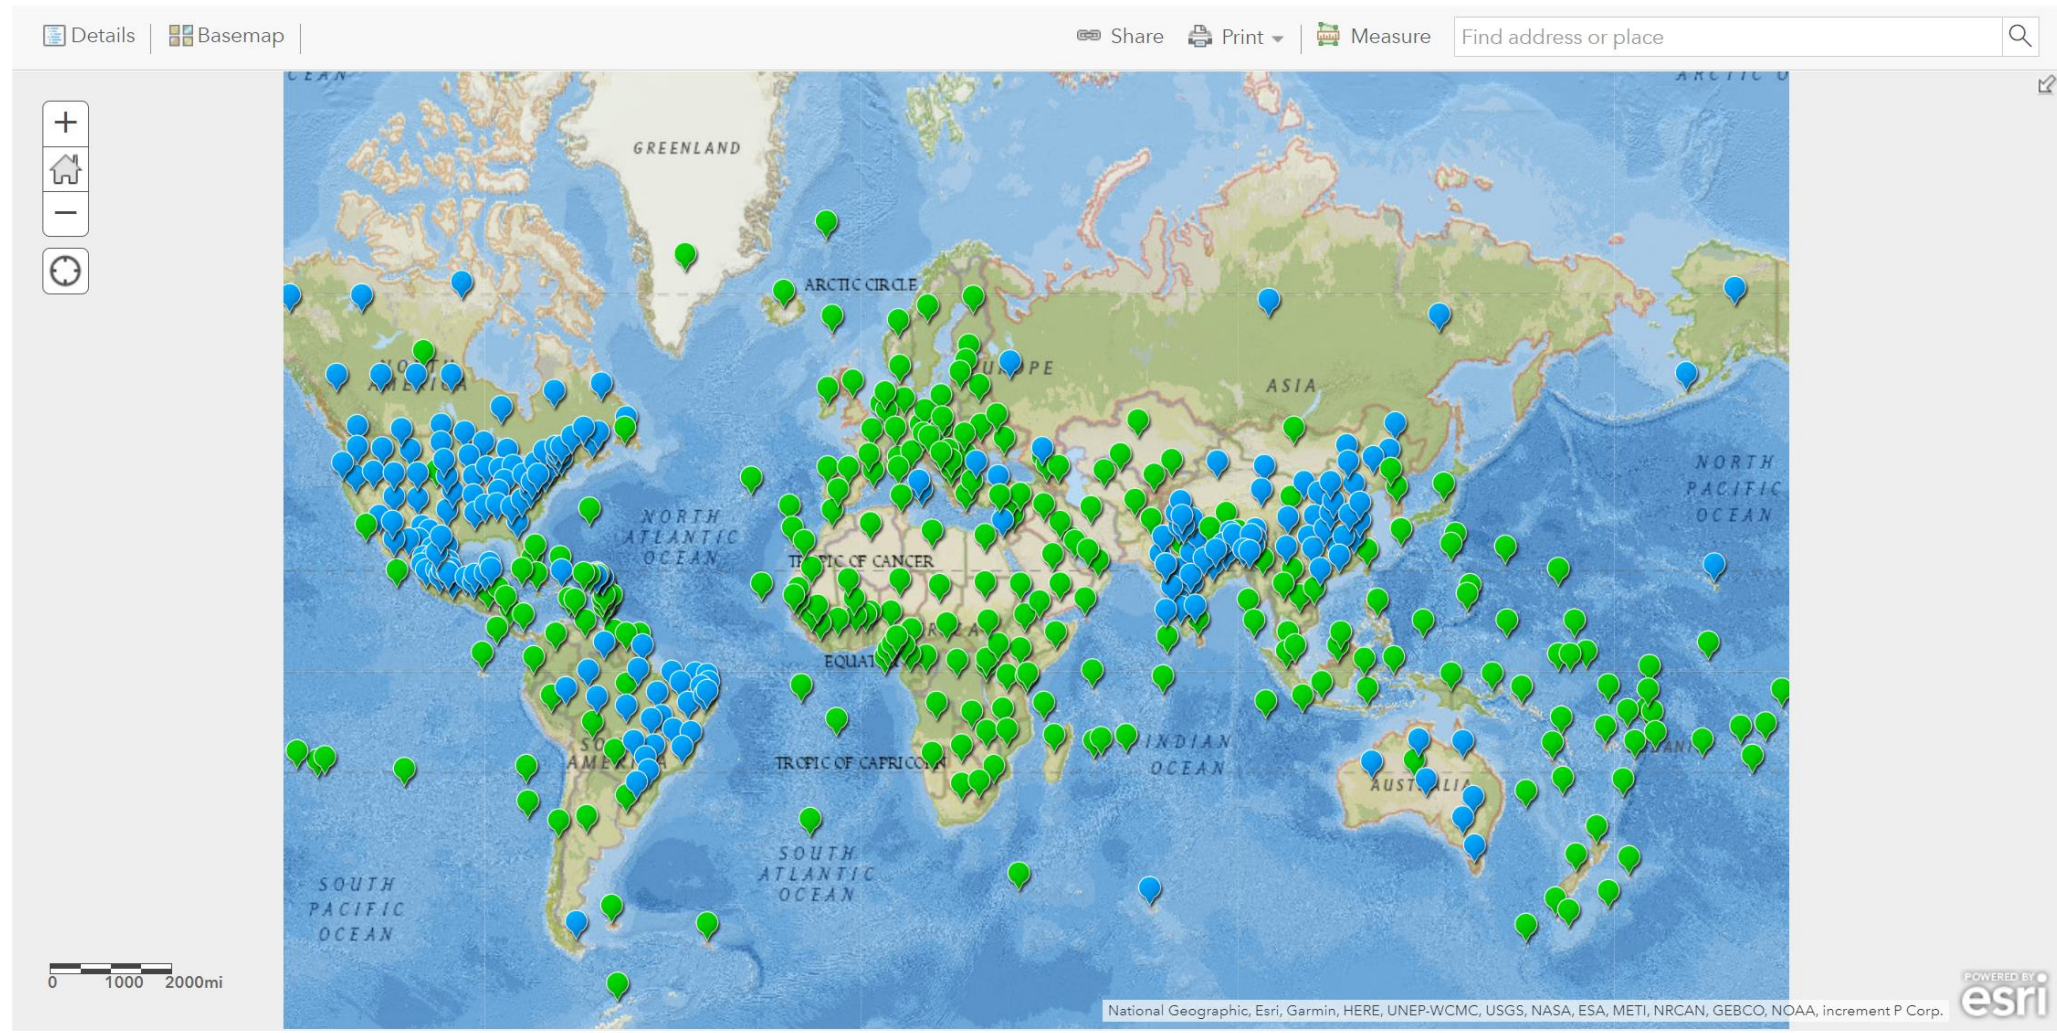 Details
Basemap
Share
Print
Measure
Find address or place
GREENLAND
ARCTIC CIRCLE
ASIA
NORTH
PACIFIC
OCEAN
NORTH
ATLANTIC
OCEAN
TROPIC OF CAPRICORN
INDIAN
OCEAN
AUSTRALIA
SOUTH
ATLANTIC
OCEAN
SOUTH
PACIFIC
OCEAN
0 1000 2000mi
National Geographic, Esri, Garmin, HERE, UNEP-WCMC, USGS, NASA, ESA, METI, NRCAN, GEBCO, NOAA, increment P Corp.
POWERED BY
esri